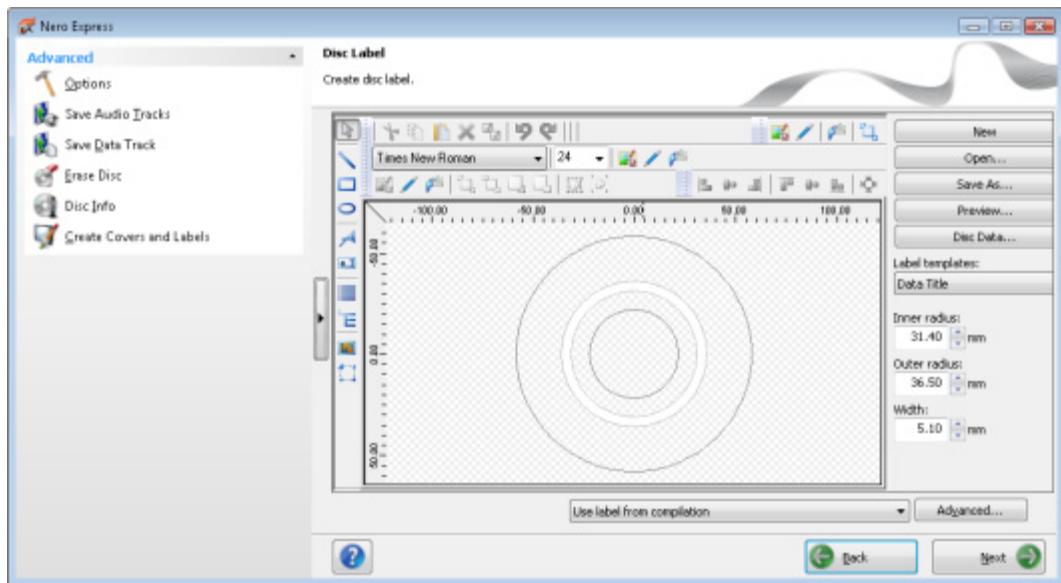 Nero Express
Advanced
Options
Save Audio Tracks
Save Data Track
Erase Disc
Disc Info
Create Covers and Labels
Disc Label
Create disc label.
Times New Roman
24
-100,00 -50,00 0,00 50,00 100,00
-50,00
0,00
50,00
New
Open...
Save As...
Preview...
Disc Data...
Label templates:
Data Title
Inner radius:
31.40 mm
Outer radius:
36.50 mm
Width:
5.10 mm
Use label from compilation
Advanced...
Back
Next